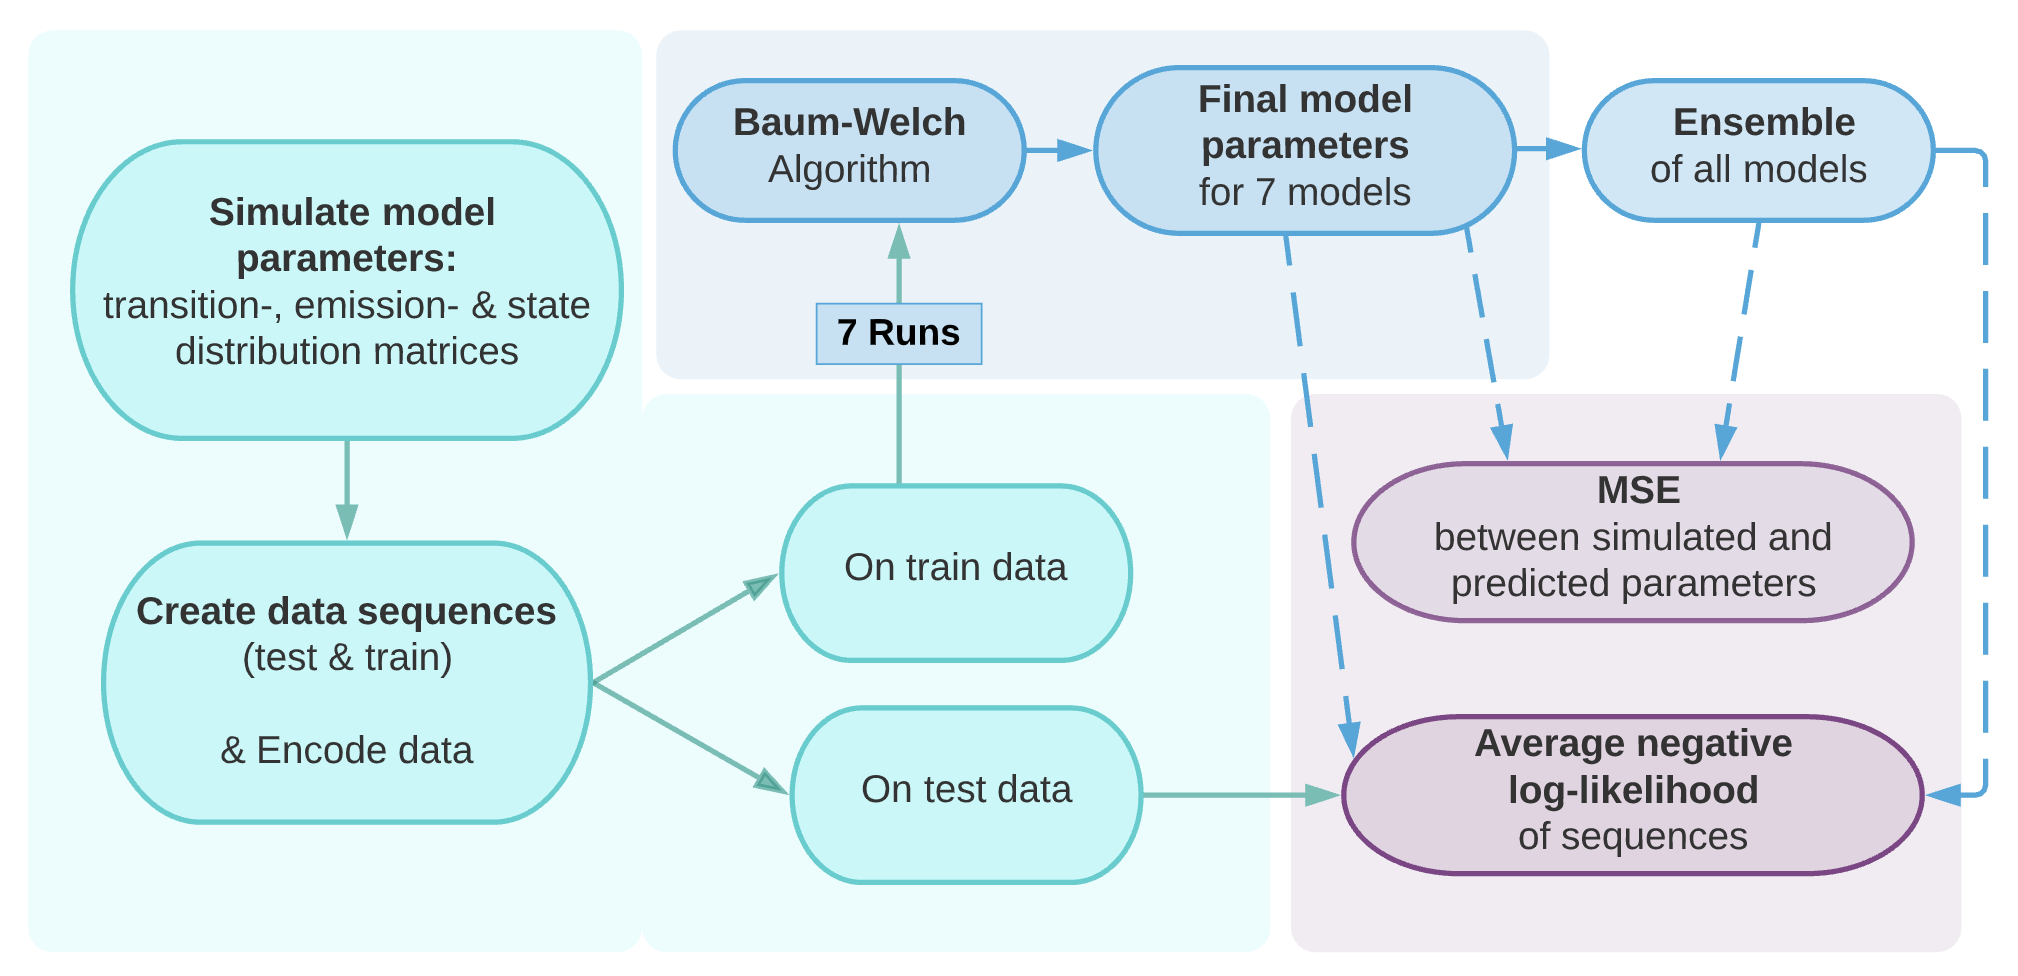 Simulate model
parameters:
transition-, emission- & state
distribution matrices
Create data sequences
(test & train)
& Encode data
On train data
On test data
7 Runs
Baum-Welch
Algorithm
Final model
parameters
for 7 models
Ensemble
of all models
MSE
between simulated and
predicted parameters
Average negative
log-likelihood
of sequences